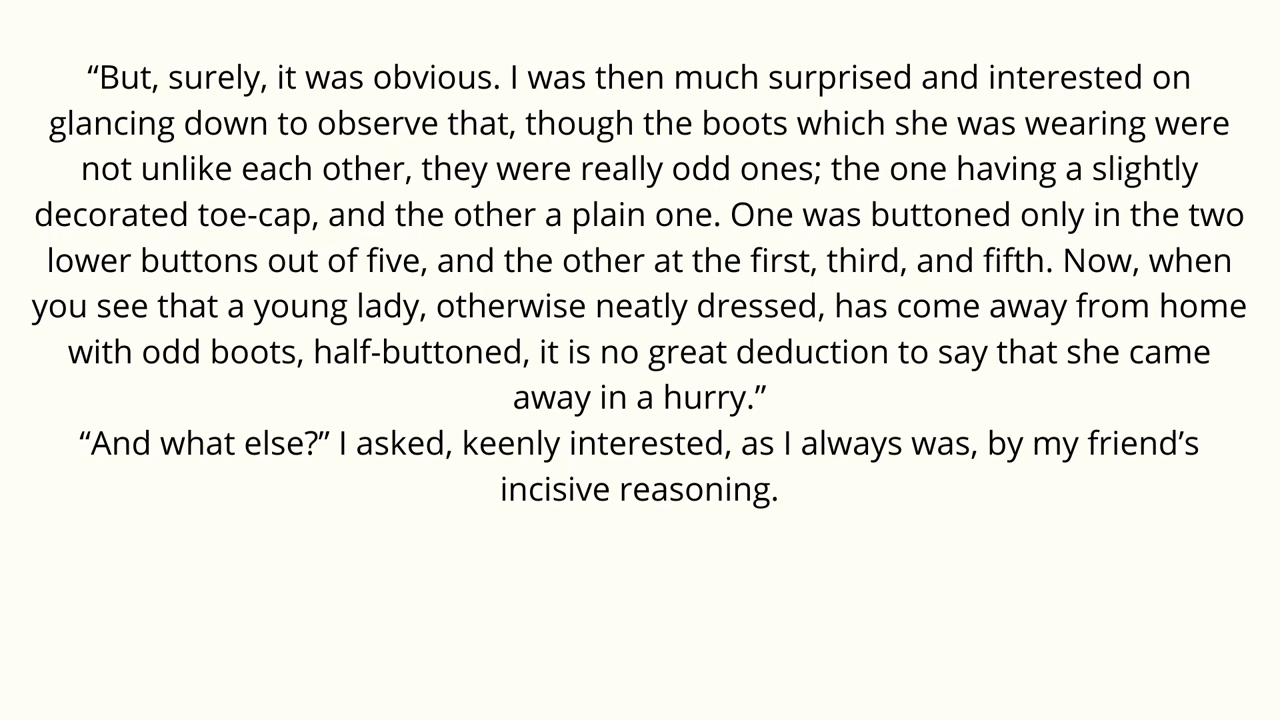 “But, surely, it was obvious. I was then much surprised and interested on
glancing down to observe that, though the boots which she was wearing were
not unlike each other, they were really odd ones; the one having a slightly
decorated toe-cap, and the other a plain one. One was buttoned only in the two
lower buttons out of five, and the other at the first, third, and fifth. Now, when
you see that a young lady, otherwise neatly dressed, has come away from home
with odd boots, half-buttoned, it is no great deduction to say that she came
away in a hurry.”
“And what else?” I asked, keenly interested, as I always was, by my friend’s
incisive reasoning.